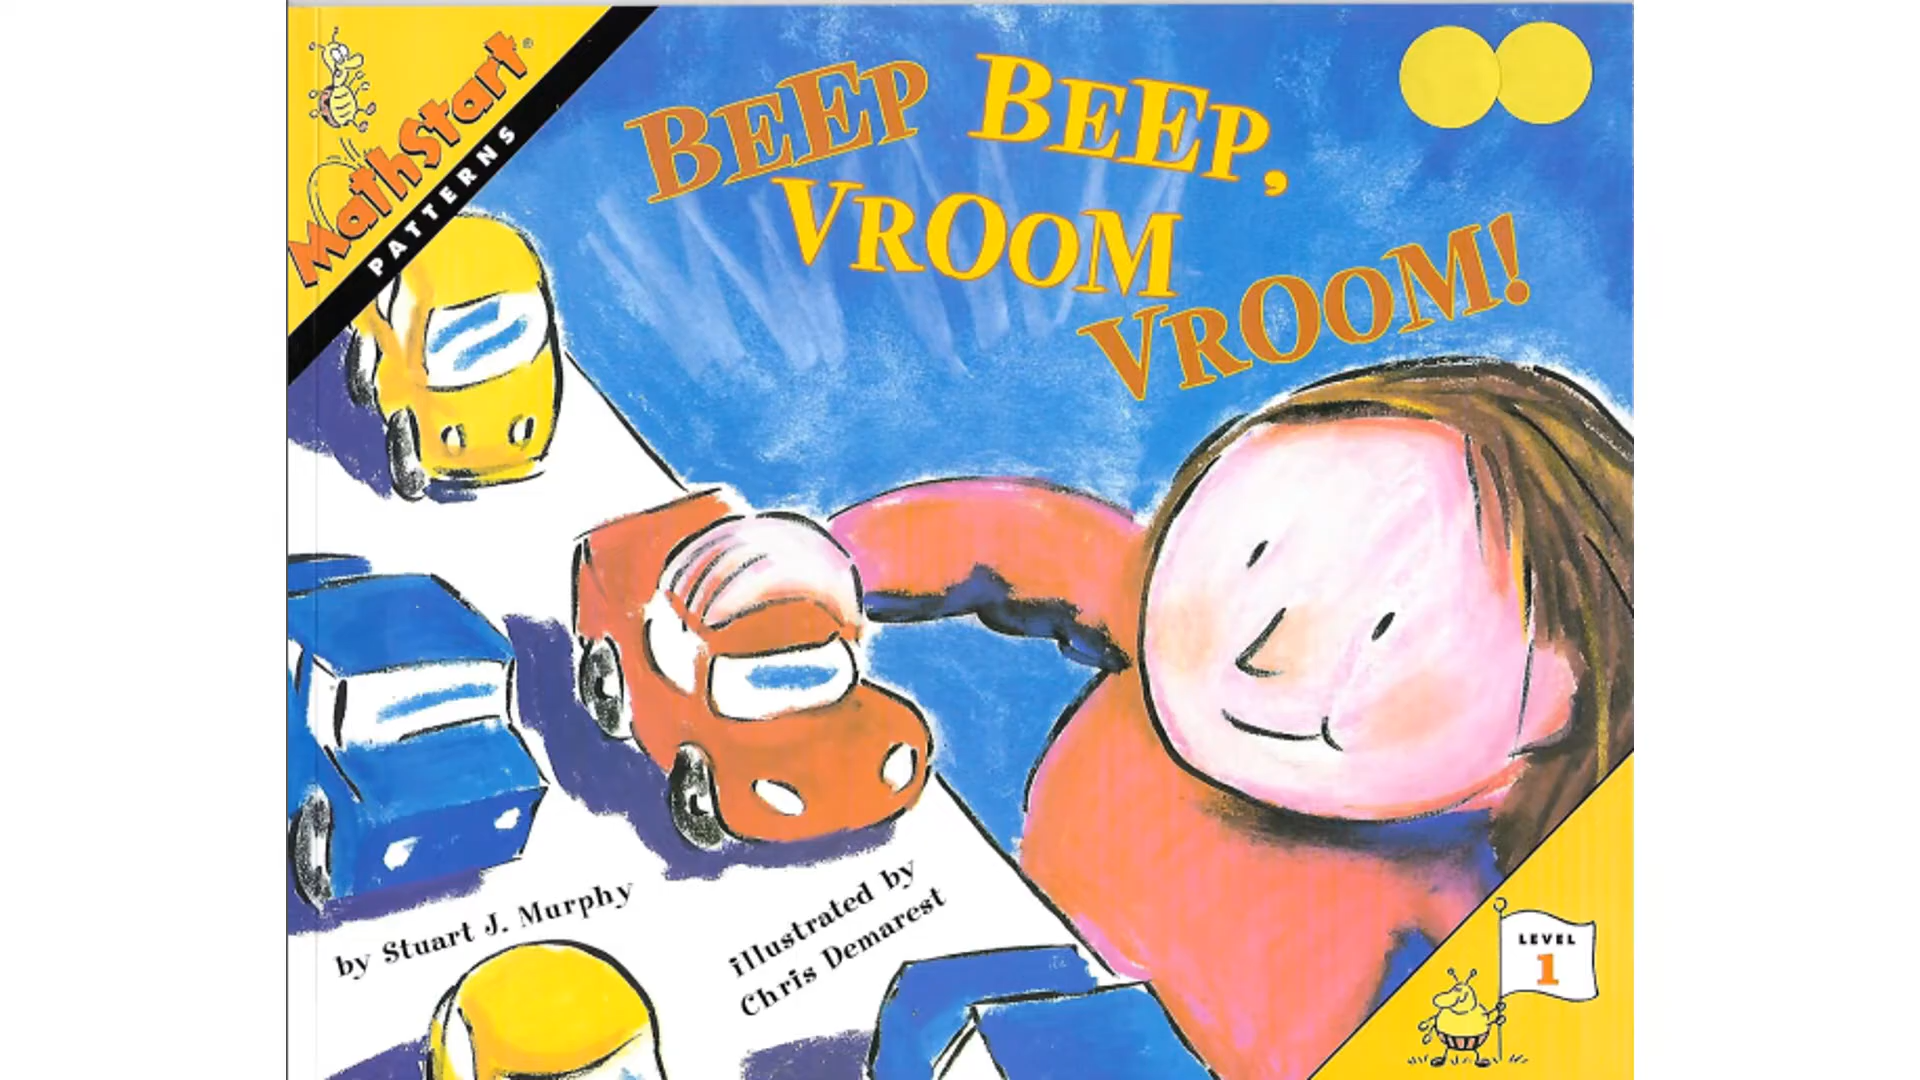 MathStart®
PATTERNS
BEEP BEEP,
VROOM
VROOM!
by Stuart J. Murphy
illustrated by
Chris Demarest
LEVEL
1